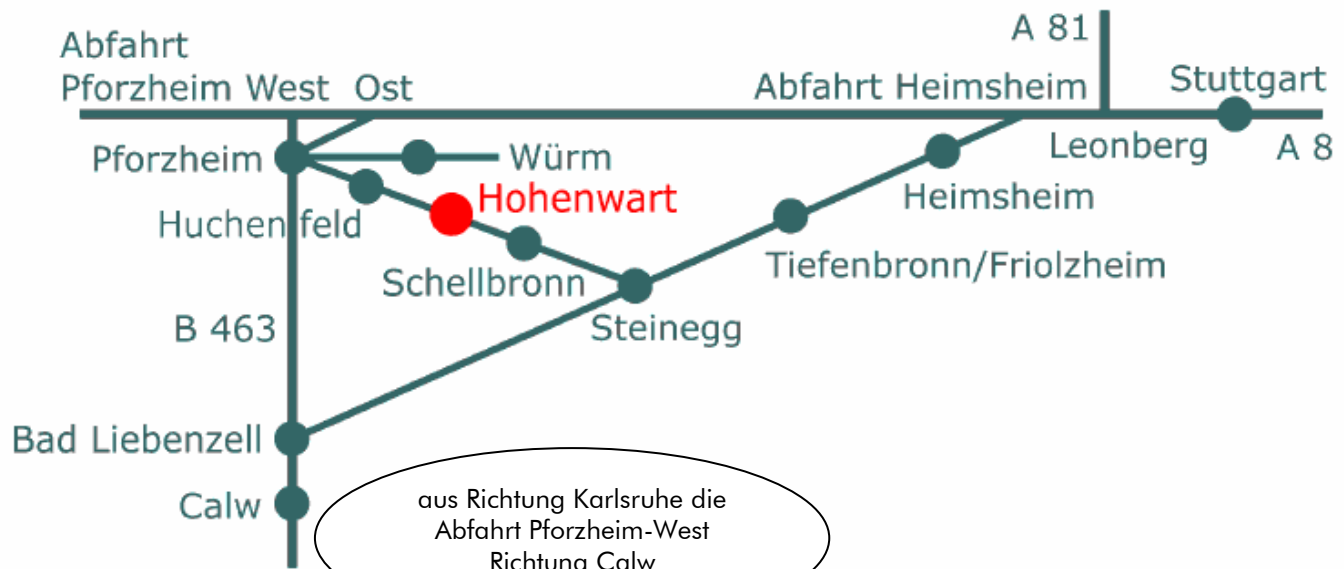 A 81
Abfahrt
Pforzheim West Ost
Abfahrt Heimsheim
Stuttgart
Leonberg
A 8
Pforzheim
Würm
Heimsheim
Hohenwart
Huchenfeld
Tiefenbronn/Friolzheim
Schellbronn
Steinegg
B 463
Bad Liebenzell
Calw
aus Richtung Karlsruhe die
Abfahrt Pforzheim-West
Richtung Calw